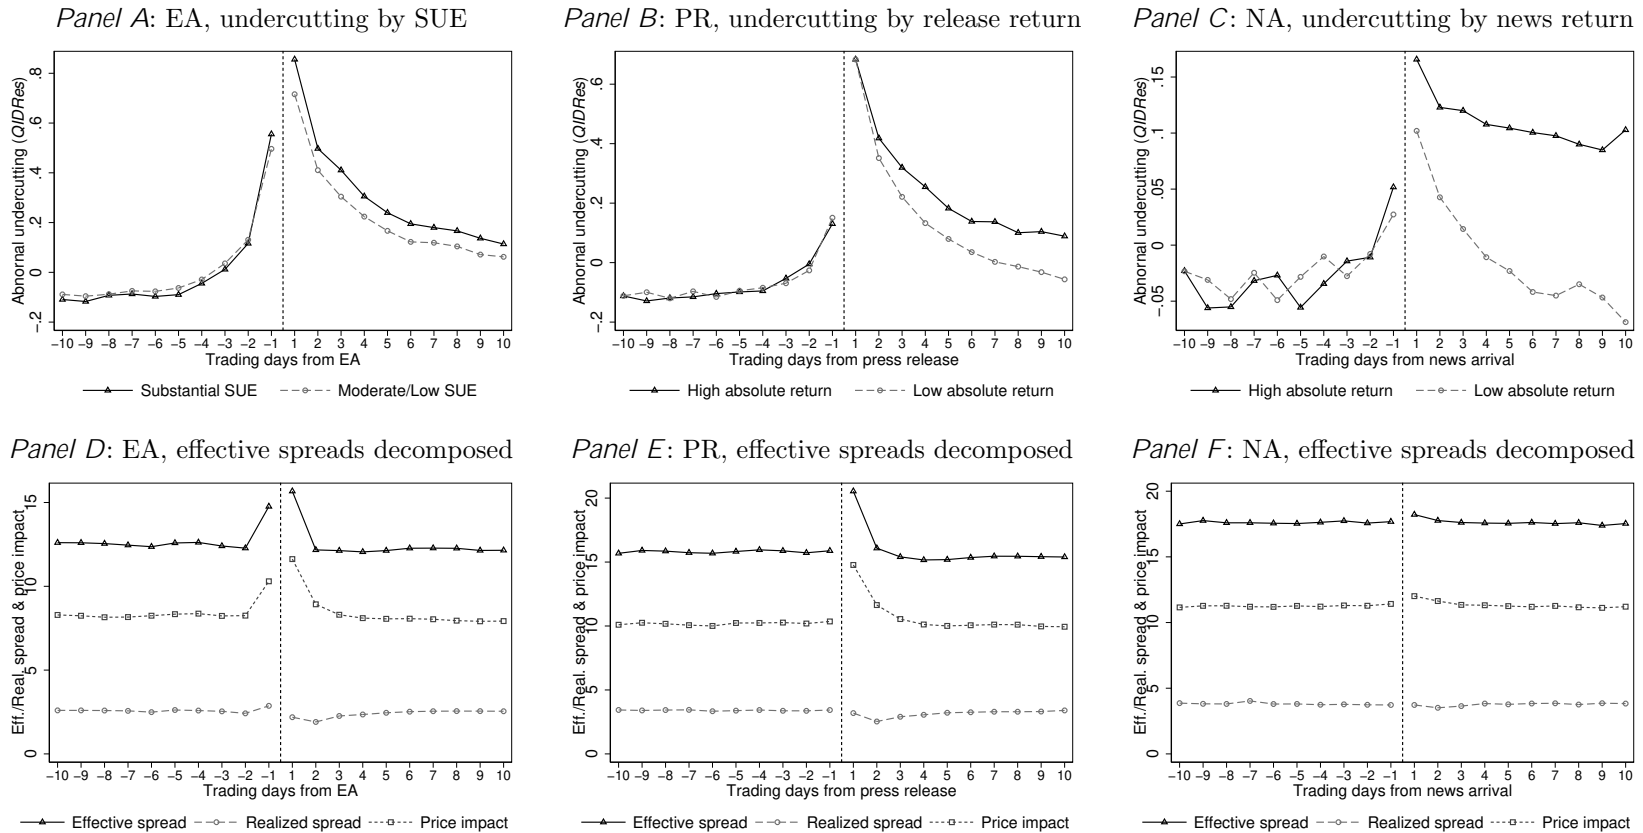 Panel A: EA, undercutting by SUE
Panel B: PR, undercutting by release return
Panel C: NA, undercutting by news return
Abnormal undercutting (QIDRes)
.8
.6
.4
.2
0
−.2
−10 −9 −8 −7 −6 −5 −4 −3 −2 −1 1 2 3 4 5 6 7 8 9 10
Trading days from EA
Substantial SUE Moderate/Low SUE
Abnormal undercutting (QIDRes)
.6
.4
.2
0
−.2
−10 −9 −8 −7 −6 −5 −4 −3 −2 −1 1 2 3 4 5 6 7 8 9 10
Trading days from press release
High absolute return Low absolute return
Abnormal undercutting (QIDRes)
.15
.1
.05
0
−.05
−10 −9 −8 −7 −6 −5 −4 −3 −2 −1 1 2 3 4 5 6 7 8 9 10
Trading days from news arrival
High absolute return Low absolute return
Panel D: EA, effective spreads decomposed
Panel E: PR, effective spreads decomposed
Panel F: NA, effective spreads decomposed
Eff./Real. spread & price impact
15
10
5
0
−10 −9 −8 −7 −6 −5 −4 −3 −2 −1 1 2 3 4 5 6 7 8 9 10
Trading days from EA
Effective spread Realized spread Price impact
Eff./Real. spread & price impact
20
15
10
5
0
−10 −9 −8 −7 −6 −5 −4 −3 −2 −1 1 2 3 4 5 6 7 8 9 10
Trading days from press release
Effective spread Realized spread Price impact
Eff./Real. spread & price impact
20
15
10
5
0
−10 −9 −8 −7 −6 −5 −4 −3 −2 −1 1 2 3 4 5 6 7 8 9 10
Trading days from news arrival
Effective spread Realized spread Price impact